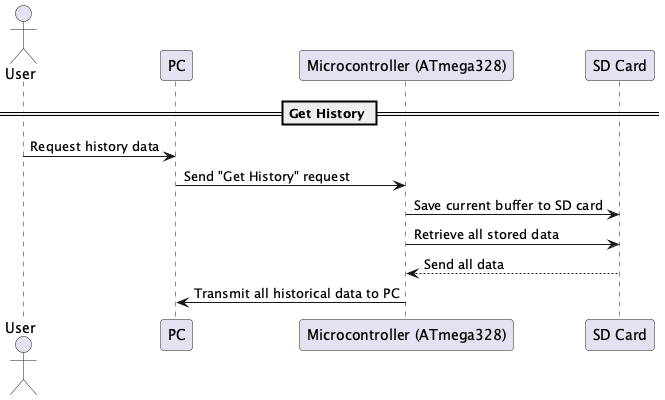 User
PC
Microcontroller (ATmega328)
SD Card
Get History
Request history data
Send "Get History" request
Save current buffer to SD card
Retrieve all stored data
Send all data
Transmit all historical data to PC
User
PC
Microcontroller (ATmega328)
SD Card